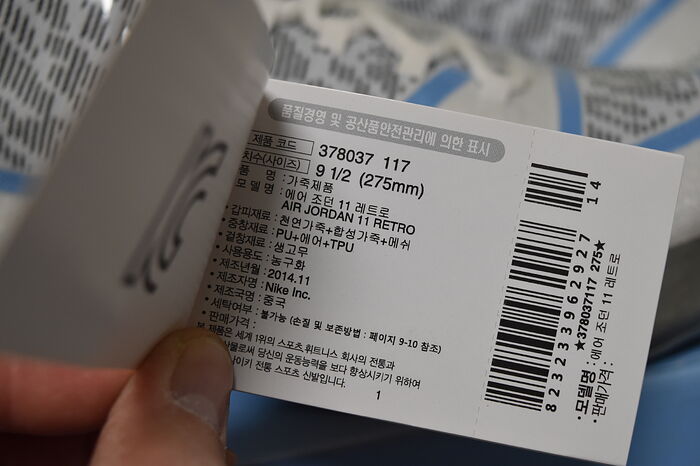 품질경영 및 공산품안전관리에 의한 표시
제품 코드 378037 117
치수(사이즈) 9 1/2 (275mm)
품 명 : 가죽제품
모 델 명 : 에어 조던 11 레트로
AIR JORDAN 11 RETRO
• 갑피재료 : 천연가죽+합성가죽+메쉬
• 중창재료 : PU+에어+TPU
• 겉창재료 : 생고무
• 사용용도 : 농구화
• 제조년월 : 2014.11
• 제조자명 : Nike Inc.
• 제조국명 : 중국
• 세탁여부 : 불가능 (손질 및 보존방법 : 페이지 9-10 참조)
• 판매가격 :
본 제품은 세계 1위의 스포츠.휘트니스 회사의 전통과
로써 당신의 운동능력을 보다 향상시키기 위하여
전통 스포츠 신발입니다.
1
14
823233962927
★378037117 275★
• 모델명 : 에어 조던 11 레트로
• 판매가격 :